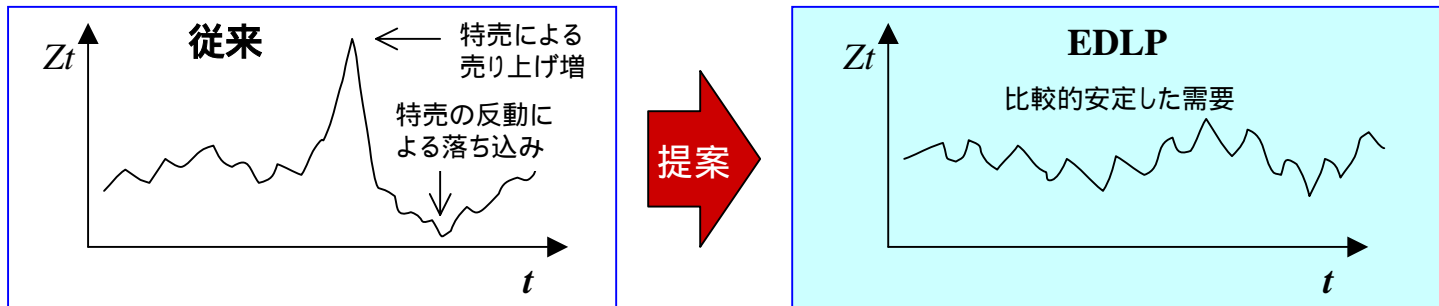 従来
Zt
特売による
売り上げ増
特売の反動に
よる落ち込み
t
提案
EDLP
Zt
比較的安定した需要
t